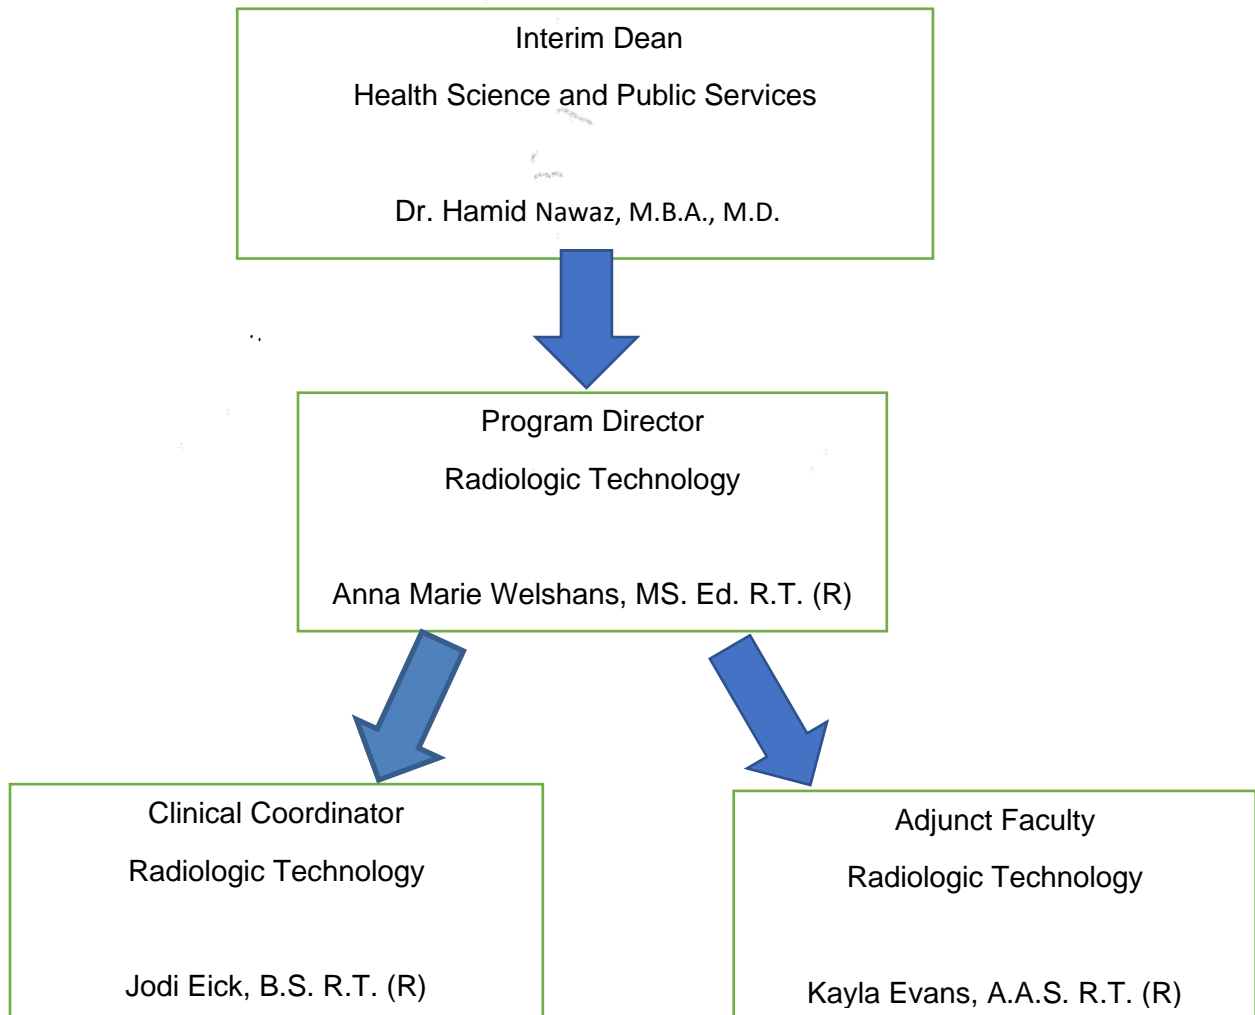 Interim Dean
Health Science and Public Services
Dr. Hamid Nawaz, M.B.A., M.D.
Program Director
Radiologic Technology
Anna Marie Welshans, MS. Ed. R.T. (R)
Clinical Coordinator
Radiologic Technology
Jodi Eick, B.S. R.T. (R)
Adjunct Faculty
Radiologic Technology
Kayla Evans, A.A.S. R.T. (R)